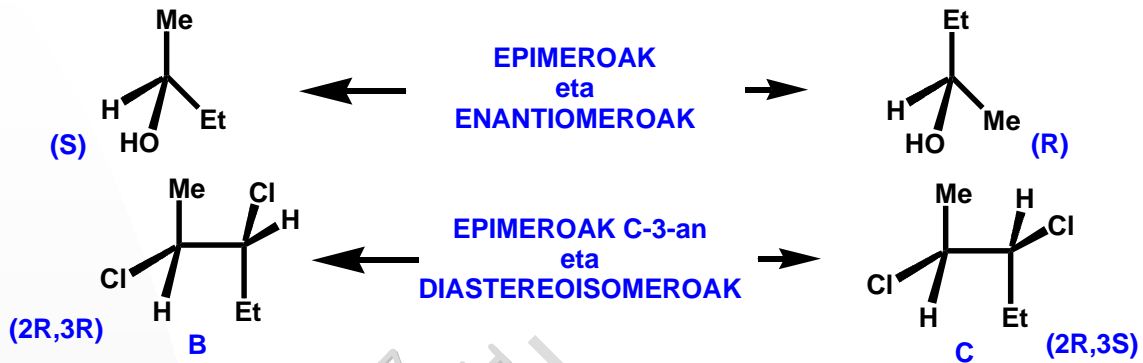 Me
Et
EPIMEROAK
eta
ENANTIOMEROAK
H
Et
HO
(S)
H
Me
HO
(R)
Me
Cl
H
Cl
H
Et
(2R,3R)
B
EPIMEROAK C-3-an
eta
DIASTEREOISOMEROAK
Me
H
Cl
Cl
H
Et
(2R,3S)
C